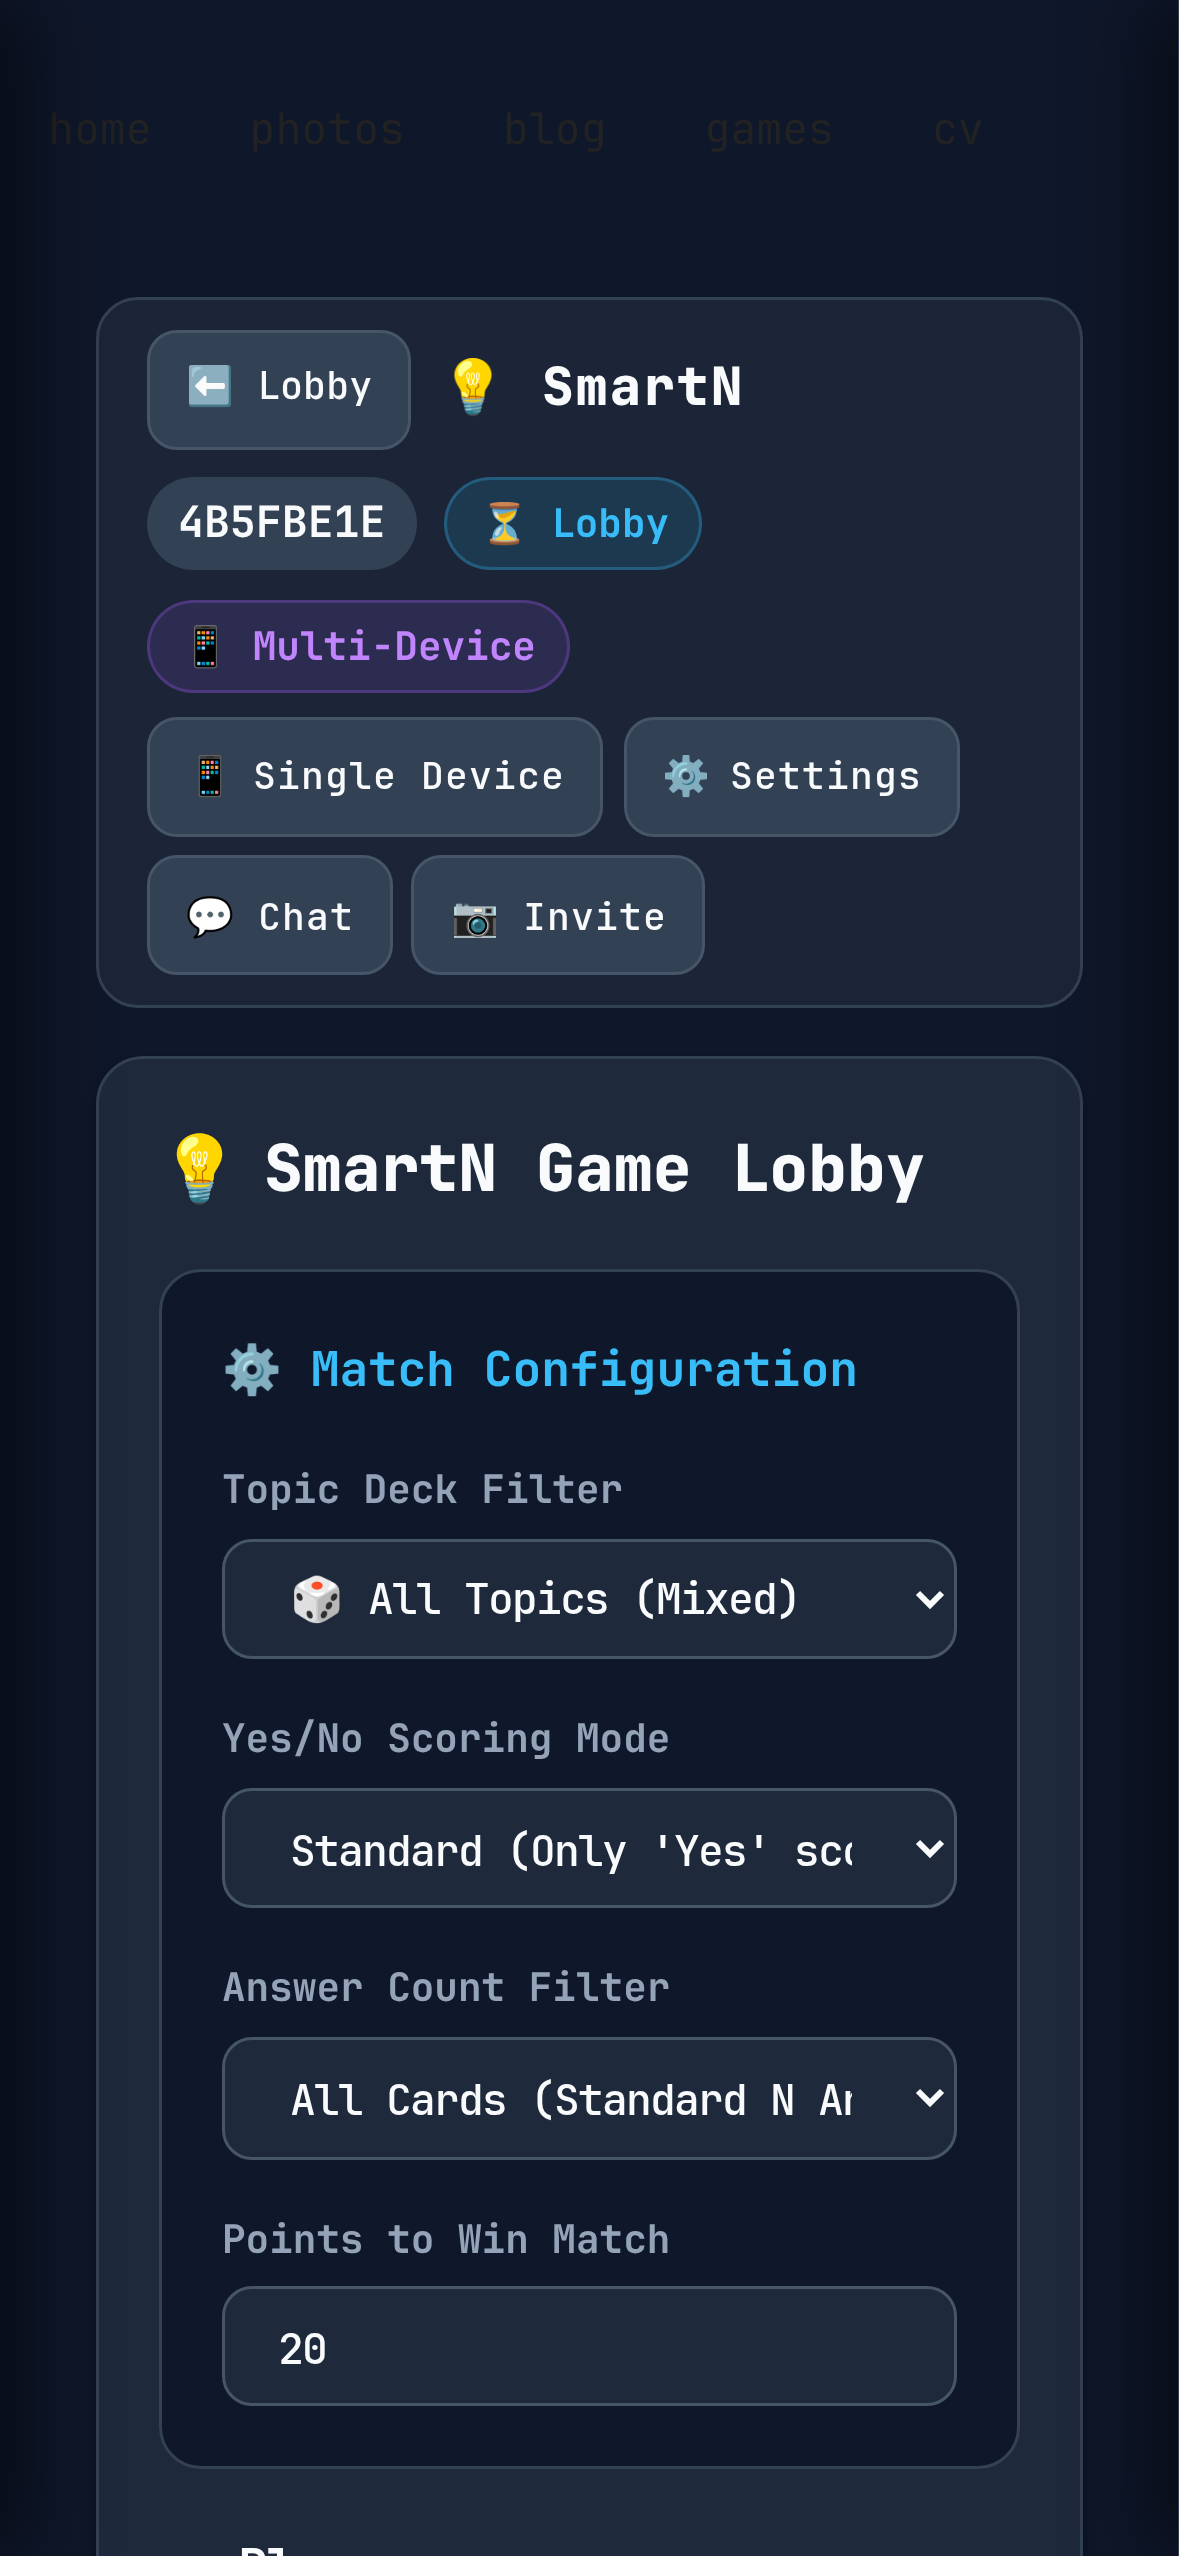 home photos blog games cv
⬅️ Lobby 💡 SmartN
4B5FBE1E ⏳ Lobby
📱 Multi-Device
📱 Single Device ⚙️ Settings
💬 Chat 📷 Invite
💡 SmartN Game Lobby
⚙️ Match Configuration
Topic Deck Filter
🎲 All Topics (Mixed)
Yes/No Scoring Mode
Standard (Only 'Yes'
Answer Count Filter
All Cards (Standard N
Points to Win Match
20